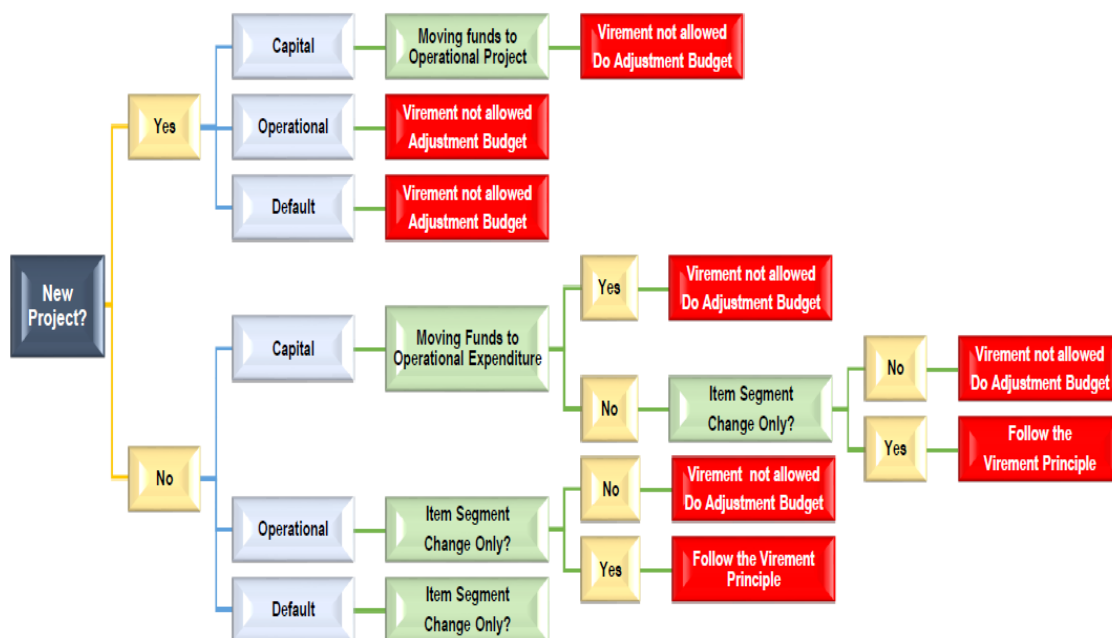 New
Project?
Yes
Capital
Moving funds to
Operational Project
Virement not allowed
Do Adjustment Budget
Operational
Virement not allowed
Adjustment Budget
Default
Virement not allowed
Adjustment Budget
No
Capital
Moving Funds to
Operational Expenditure
Yes
Virement not allowed
Do Adjustment Budget
No
Item Segment
Change Only?
No
Virement not allowed
Do Adjustment Budget
Yes
Follow the
Virement Principle
Operational
Item Segment
Change Only?
No
Virement not allowed
Do Adjustment Budget
Yes
Follow the Virement
Principle
Default
Item Segment
Change Only?